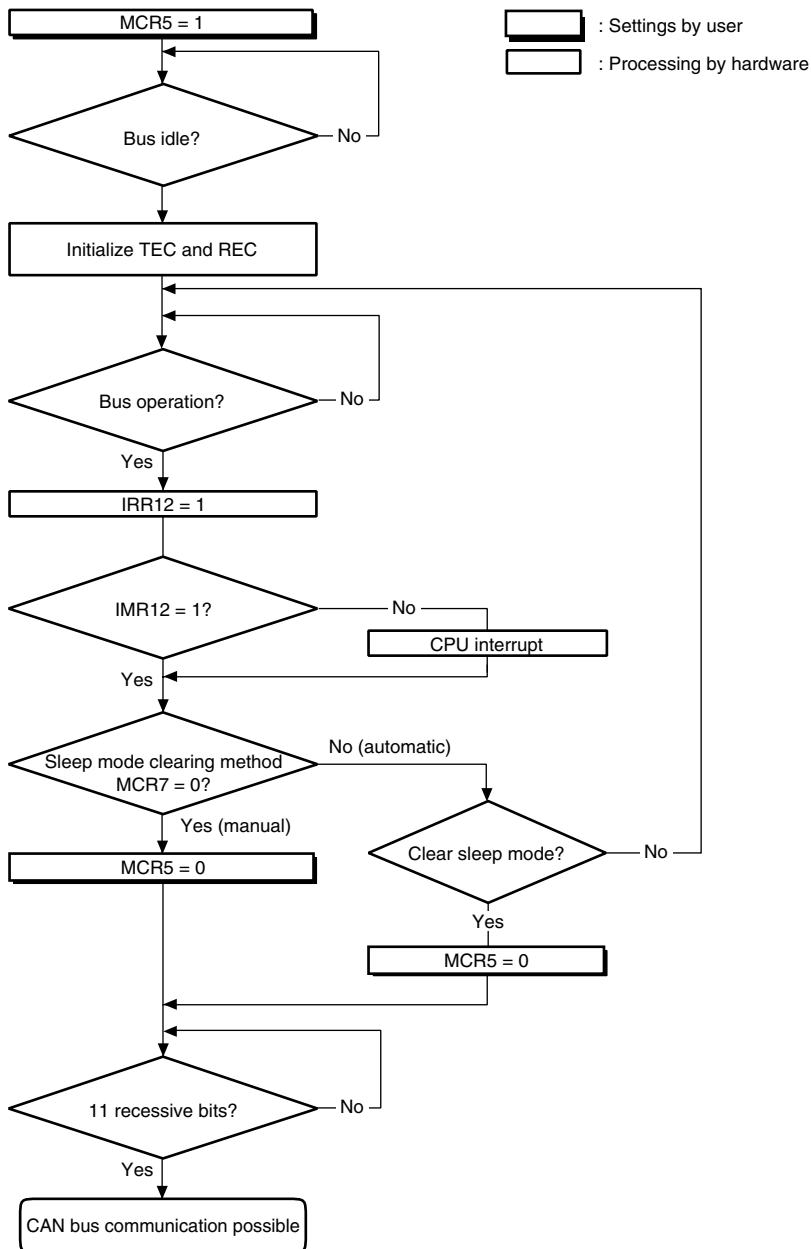 MCR5 = 1
: Settings by user
: Processing by hardware
Bus idle?
No
Initialize TEC and REC
Bus operation?
No
Yes
IRR12 = 1
IMR12 = 1?
No
CPU interrupt
Yes
Sleep mode clearing method
MCR7 = 0?
No (automatic)
Yes (manual)
Clear sleep mode?
No
MCR5 = 0
Yes
MCR5 = 0
11 recessive bits?
No
Yes
CAN bus communication possible